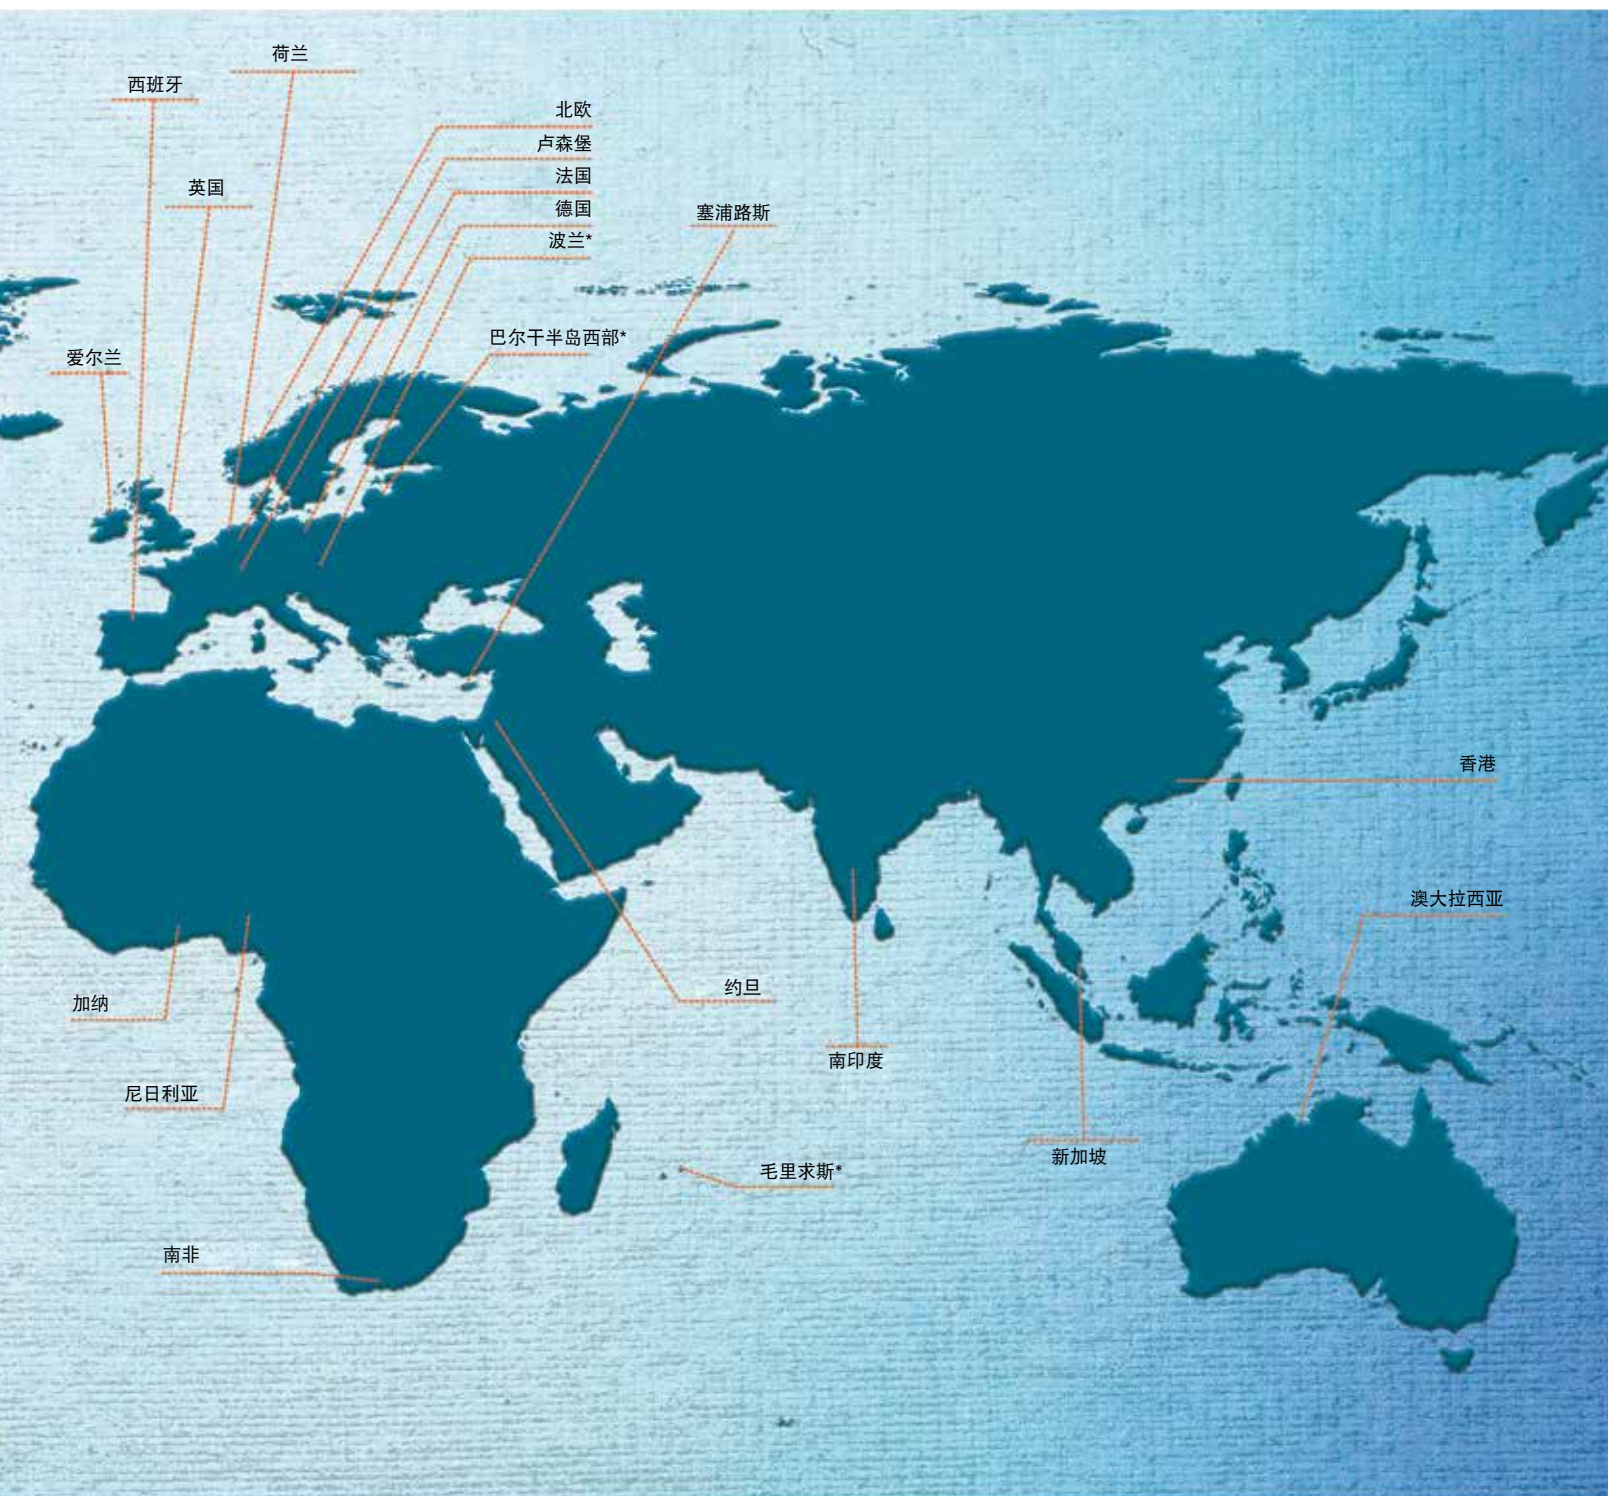 荷兰
西班牙
北欧
卢森堡
法国
英国
德国
塞浦路斯
波兰*
巴尔干半岛西部*
爱尔兰
香港
澳大拉西亚
约旦
加纳
南印度
尼日利亚
新加坡
毛里求斯*
南非